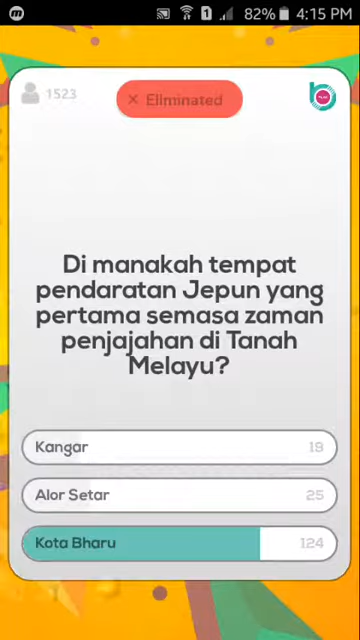 82% 4:15 PM
1523
× Eliminated
Di manakah tempat
pendaratan Jepun yang
pertama semasa zaman
penjajahan di Tanah
Melayu?
Kangar 19
Alor Setar 25
Kota Bharu 124